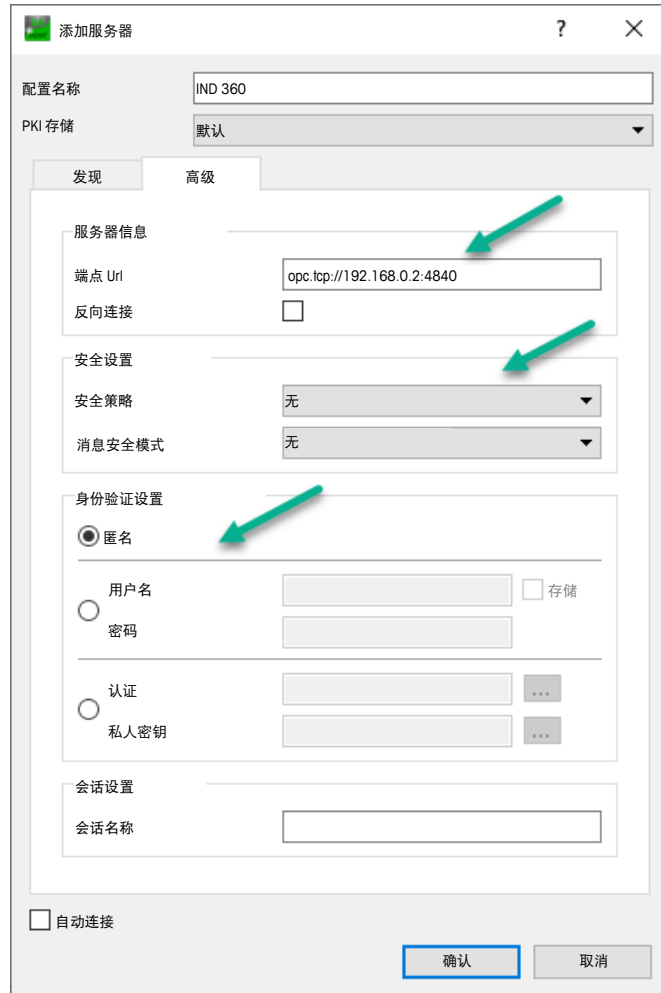 添加服务器
?
配置名称
IND 360
PKI 存储
默认
发现
高级
服务器信息
端点 Url
opc.tcp://192.168.0.2:4840
反向连接
安全设置
安全策略
无
消息安全模式
无
身份验证设置
匿名
用户名
存储
密码
认证
...
私人密钥
...
会话设置
会话名称
自动连接
确认
取消